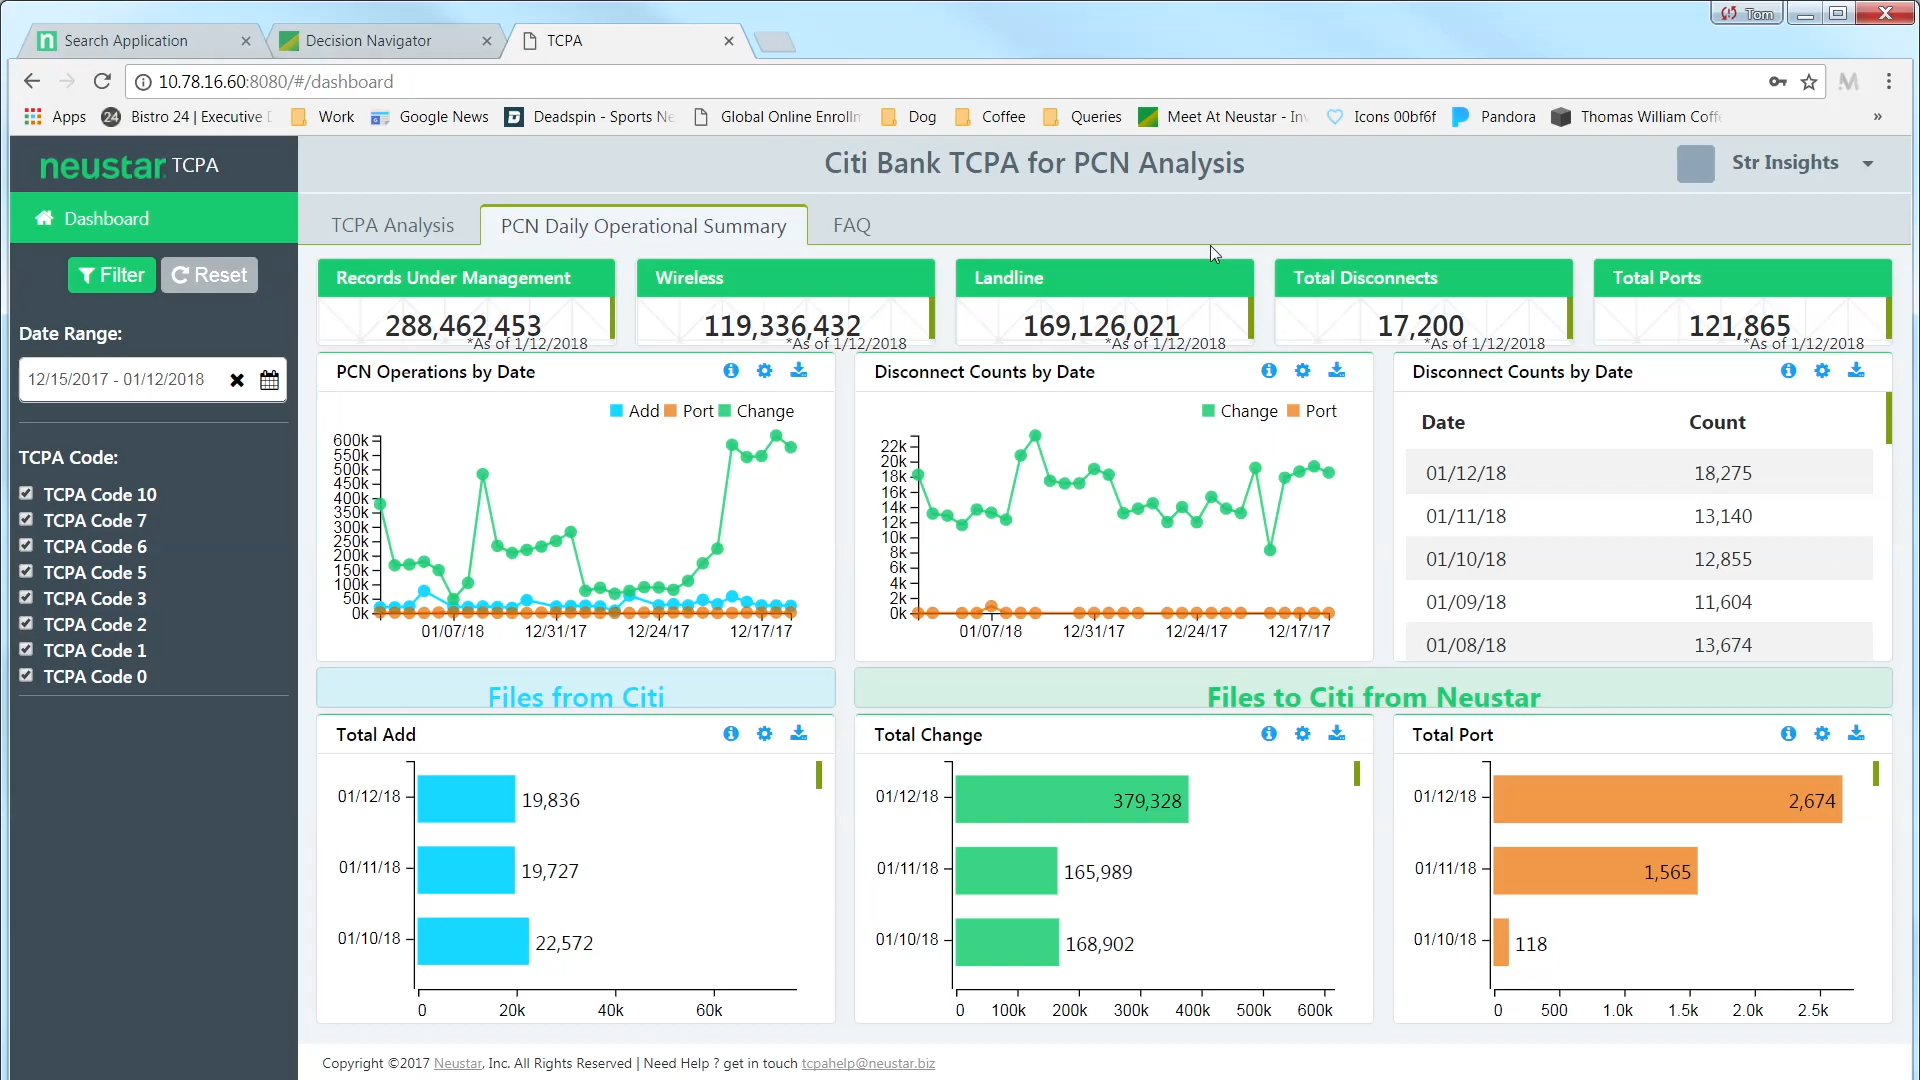 Tom
Search Application
Decision Navigator
TCPA
10.78.16.60:8080/#/dashboard
Apps
24
Bistro 24 | Executive
Work
Google News
Deadspin - Sports Ne
Global Online Enrollm
Dog
Coffee
Queries
Meet At Neustar - Inv
Icons 00bf6f
Pandora
Thomas William Coffe
»
neustar TCPA
Citi Bank TCPA for PCN Analysis
Str Insights
Dashboard
TCPA Analysis
PCN Daily Operational Summary
FAQ
Filter
Reset
Date Range:
12/15/2017 - 01/12/2018
TCPA Code:
TCPA Code 10
TCPA Code 7
TCPA Code 6
TCPA Code 5
TCPA Code 3
TCPA Code 2
TCPA Code 1
TCPA Code 0
Records Under Management
288,462,453
*As of 1/12/2018
Wireless
119,336,432
*As of 1/12/2018
Landline
169,126,021
*As of 1/12/2018
Total Disconnects
17,200
*As of 1/12/2018
Total Ports
121,865
*As of 1/12/2018
PCN Operations by Date
Add Port Change
600k
550k
500k
450k
400k
350k
300k
250k
200k
150k
100k
50k
0k
01/07/18 12/31/17 12/24/17 12/17/17
Disconnect Counts by Date
Change Port
22k
20k
18k
16k
14k
12k
10k
8k
6k
4k
2k
0k
01/07/18 12/31/17 12/24/17 12/17/17
Disconnect Counts by Date
Date Count
01/12/18 18,275
01/11/18 13,140
01/10/18 12,855
01/09/18 11,604
01/08/18 13,674
Files from Citi
Files to Citi from Neustar
Total Add
01/12/18 19,836
01/11/18 19,727
01/10/18 22,572
0 20k 40k 60k
Total Change
01/12/18 379,328
01/11/18 165,989
01/10/18 168,902
0 100k 200k 300k 400k 500k 600k
Total Port
01/12/18 2,674
01/11/18 1,565
01/10/18 118
0 500 1.0k 1.5k 2.0k 2.5k
Copyright ©2017 Neustar, Inc. All Rights Reserved | Need Help ? get in touch tcpahelp@neustar.biz